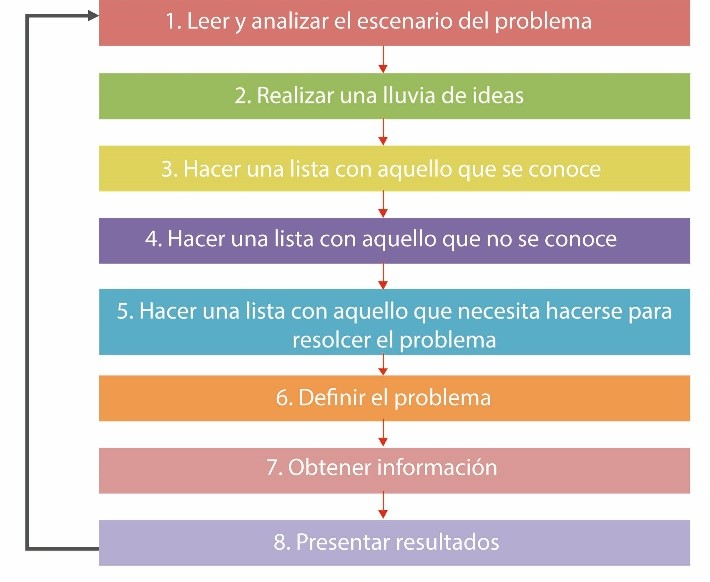 1. Leer y analizar el escenario del problema
2. Realizar una lluvia de ideas
3. Hacer una lista con aquello que se conoce
4. Hacer una lista con aquello que no se conoce
5. Hacer una lista con aquello que necesita hacerse para
resolcer el problema
6. Definir el problema
7. Obtener información
8. Presentar resultados